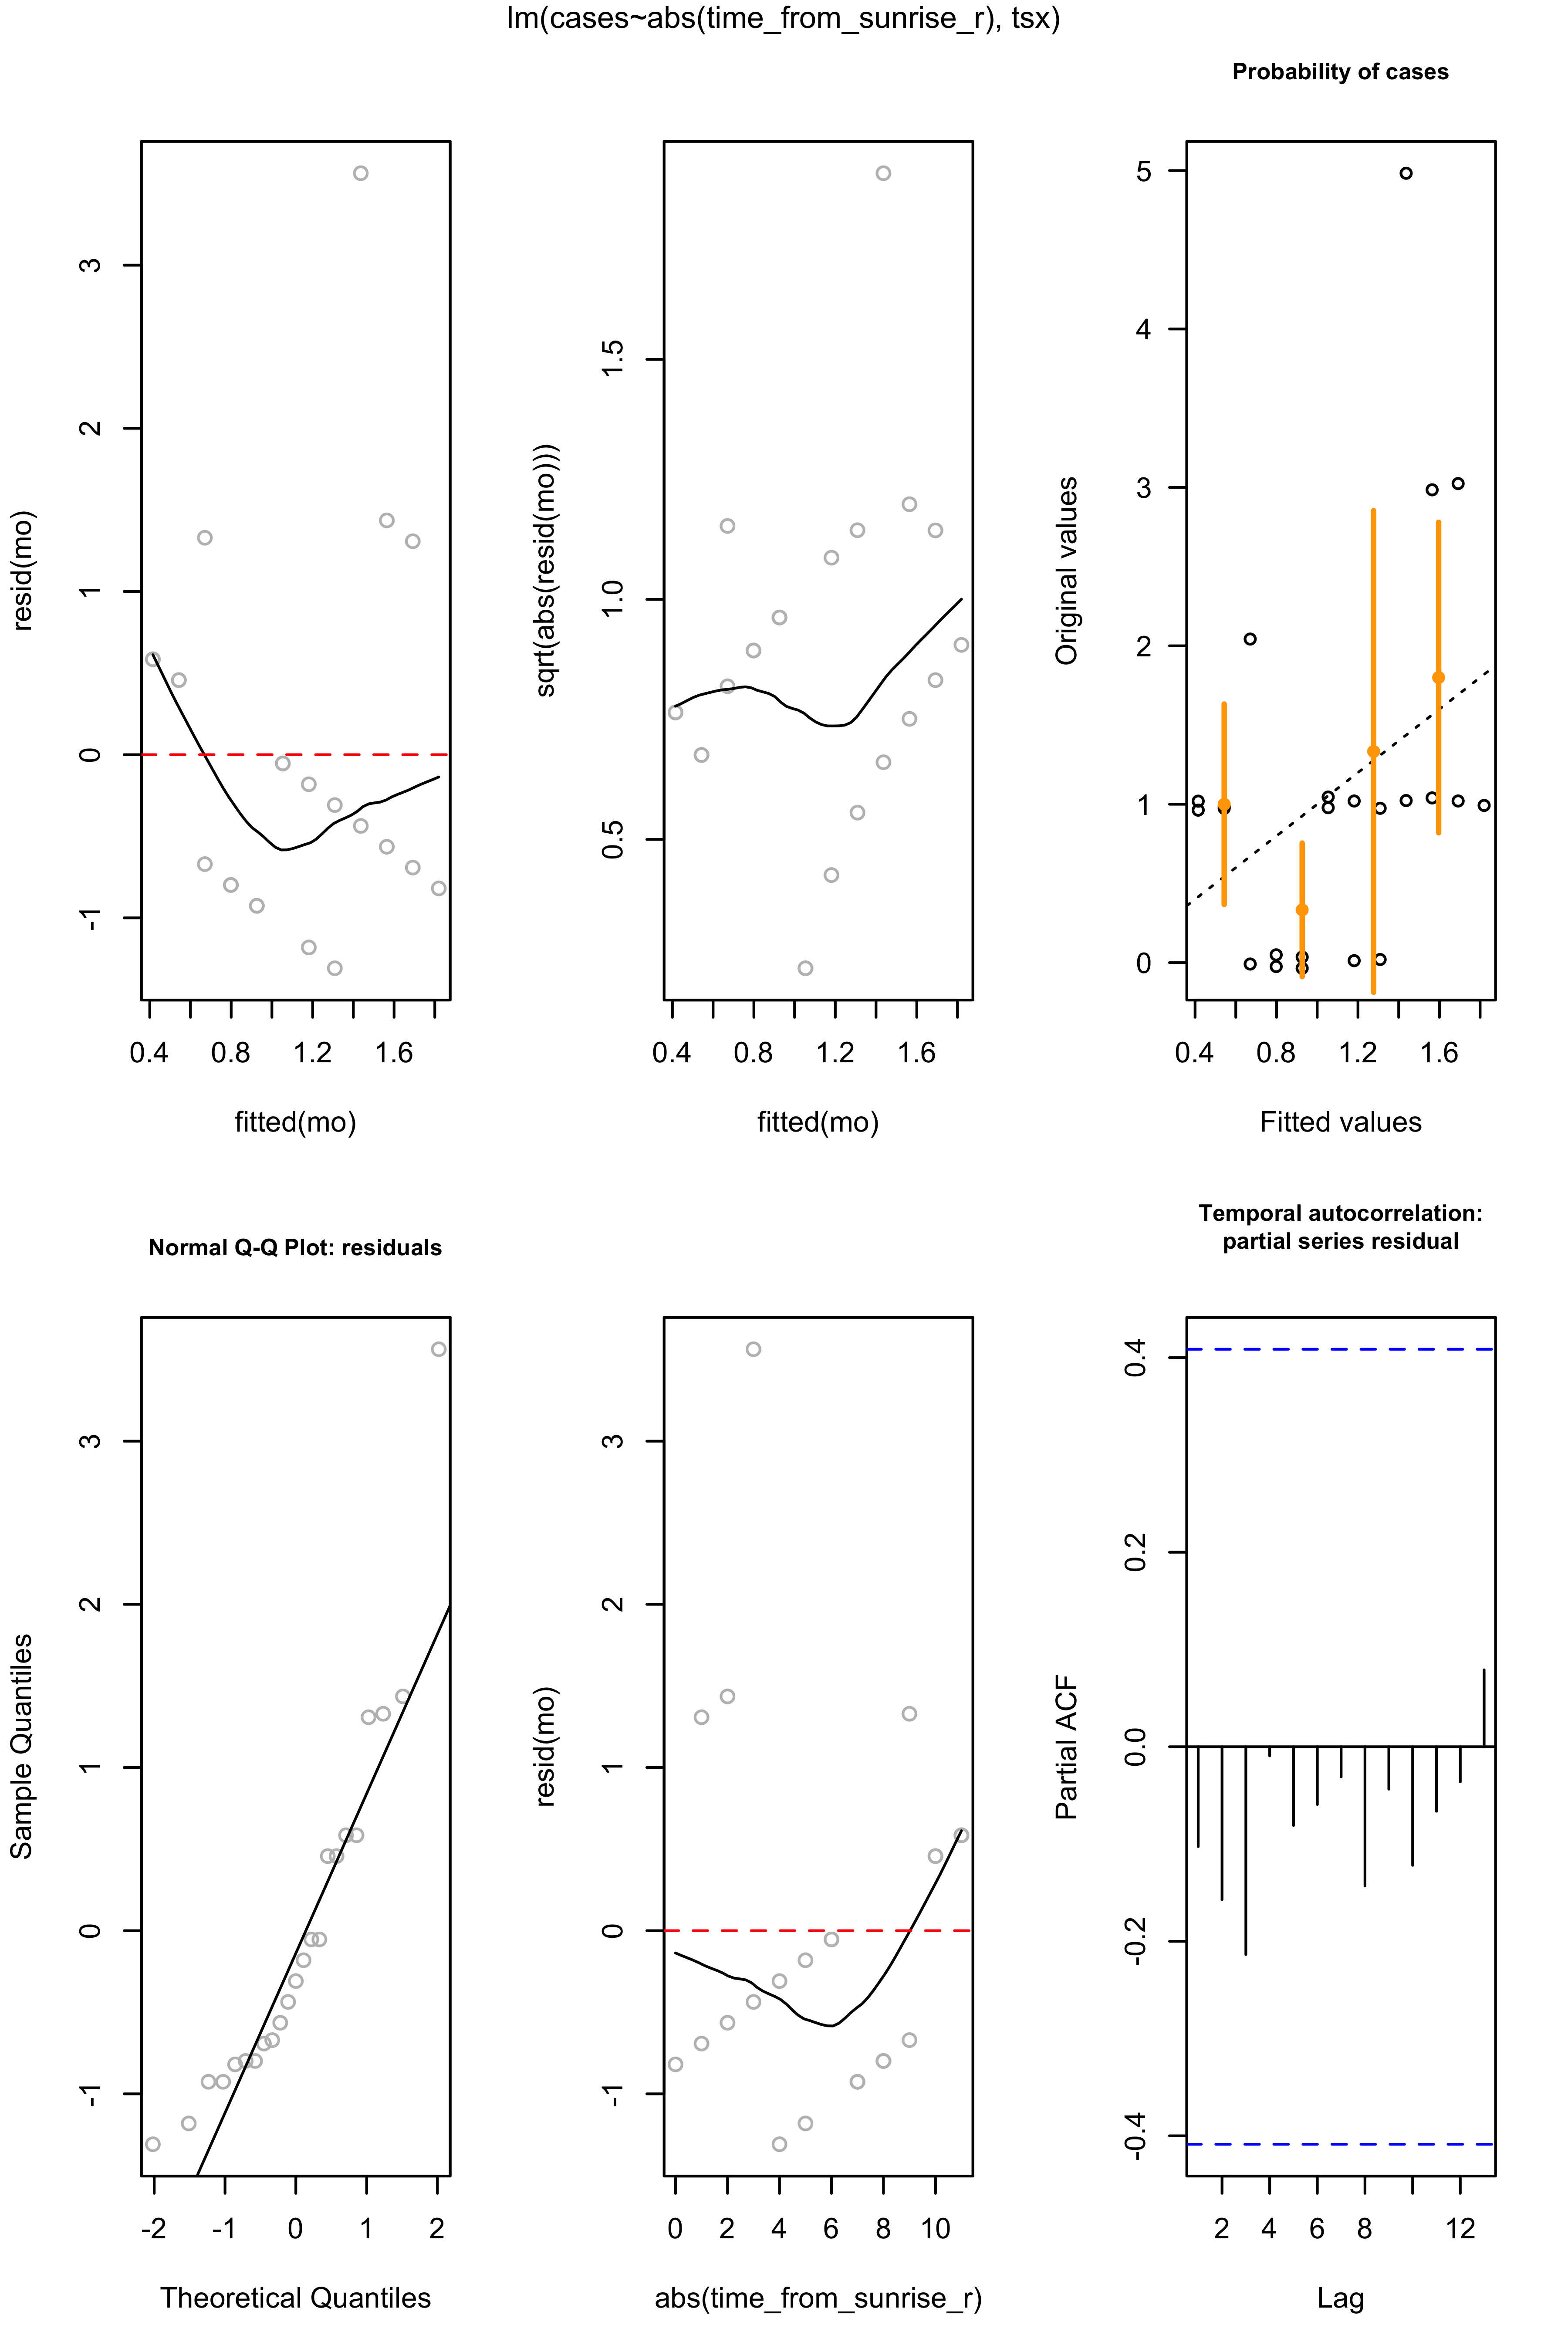 lm(cases~abs(time_from_sunrise_r), tsx)
resid(mo)
3
2
1
0
-1
0.4 0.8 1.2 1.6
fitted(mo)
sqrt(abs(resid(mo)))
1.5
1.0
0.5
0.4 0.8 1.2 1.6
fitted(mo)
Probability of cases
Original values
5
4
3
2
1
0
0.4 0.8 1.2 1.6
Fitted values
Normal Q-Q Plot: residuals
Sample Quantiles
3
2
1
0
-1
-2 -1 0 1 2
Theoretical Quantiles
resid(mo)
3
2
1
0
-1
0 2 4 6 8 10
abs(time_from_sunrise_r)
Temporal autocorrelation:
partial series residual
Partial ACF
0.4
0.2
0.0
-0.2
-0.4
2 4 6 8 12
Lag